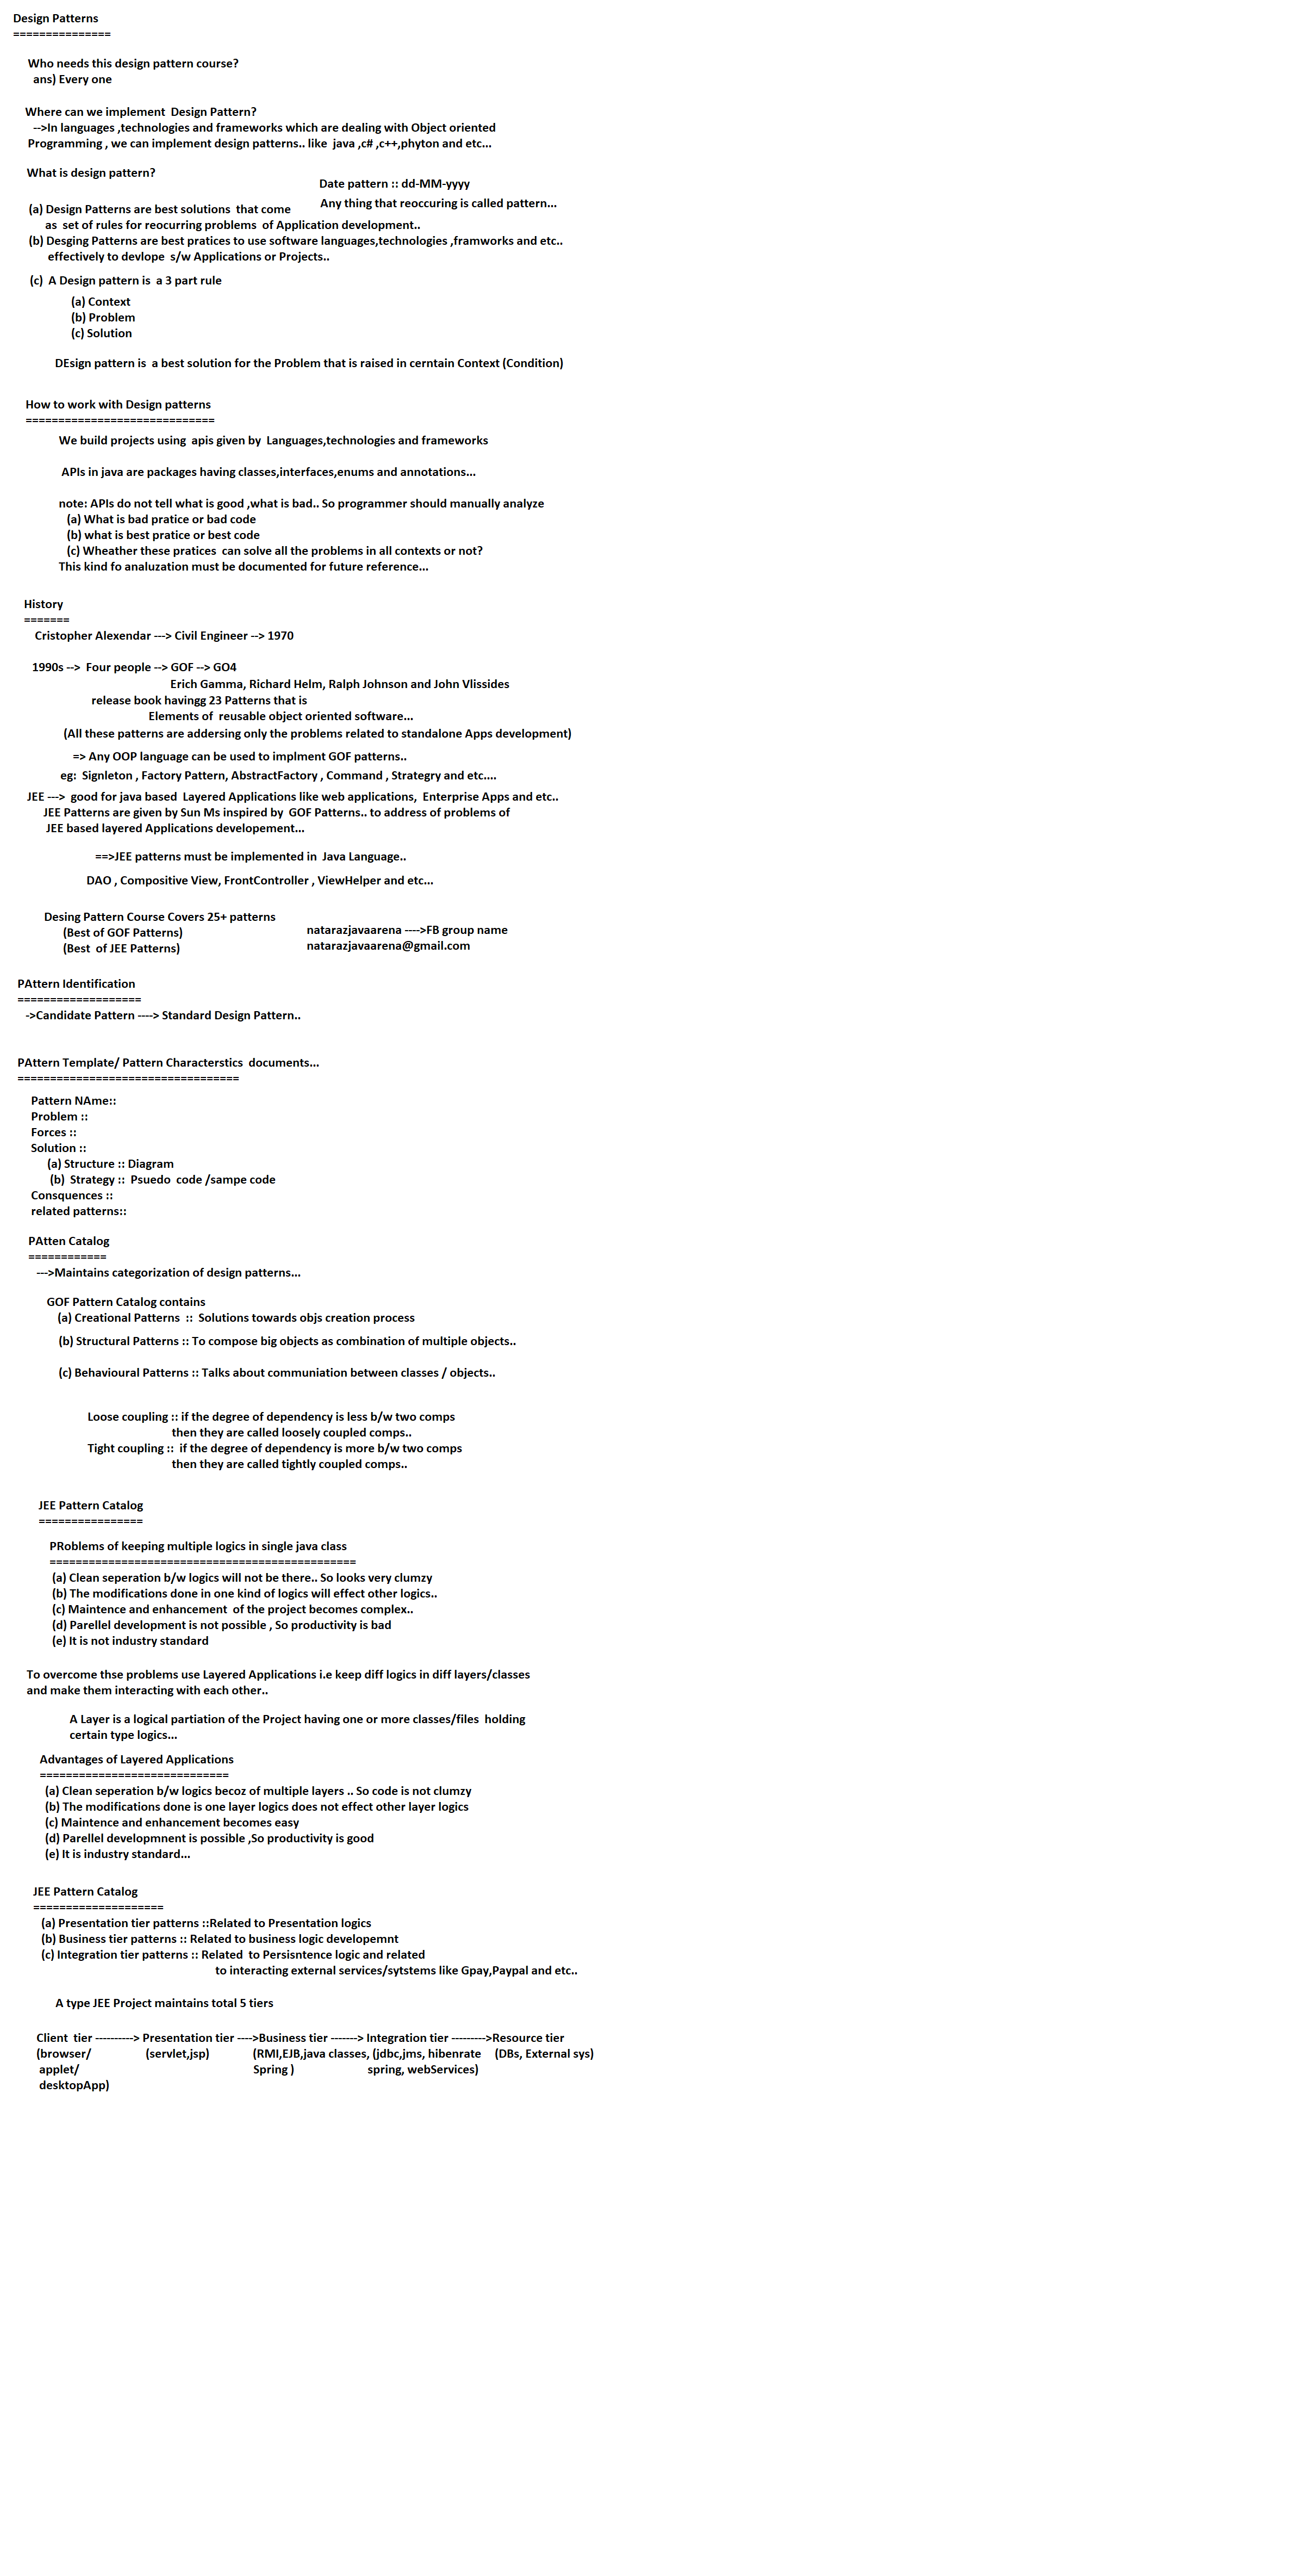 Design Patterns
===============
Who needs this design pattern course?
ans) Every one
Where can we implement  Design Pattern?
-->In languages ,technologies and frameworks which are dealing with Object oriented
Programming , we can implement design patterns.. like  java ,c# ,c++,phyton and etc...
What is design pattern?
Date pattern :: dd-MM-yyyy
Any thing that reoccuring is called pattern...
(a) Design Patterns are best solutions  that come
as  set of rules for reocurring problems  of Application development..
(b) Desging Patterns are best pratices to use software languages,technologies ,framworks and etc..
effectively to devlope  s/w Applications or Projects..
(c)  A Design pattern is  a 3 part rule
(a) Context
(b) Problem
(c) Solution
DEsign pattern is  a best solution for the Problem that is raised in cerntain Context (Condition)
How to work with Design patterns
=============================
We build projects using  apis given by  Languages,technologies and frameworks
APIs in java are packages having classes,interfaces,enums and annotations...
note: APIs do not tell what is good ,what is bad.. So programmer should manually analyze
(a) What is bad pratice or bad code
(b) what is best pratice or best code
(c) Wheather these pratices  can solve all the problems in all contexts or not?
This kind fo analuzation must be documented for future reference...
History
=======
Cristopher Alexendar ---> Civil Engineer --> 1970
1990s -->  Four people --> GOF --> GO4
Erich Gamma, Richard Helm, Ralph Johnson and John Vlissides
release book havingg 23 Patterns that is
Elements of  reusable object oriented software...
(All these patterns are addersing only the problems related to standalone Apps development)
=> Any OOP language can be used to implment GOF patterns..
eg:  Signleton , Factory Pattern, AbstractFactory , Command , Strategry and etc....
JEE --->  good for java based  Layered Applications like web applications,  Enterprise Apps and etc..
JEE Patterns are given by Sun Ms inspired by  GOF Patterns.. to address of problems of
JEE based layered Applications developement...
==>JEE patterns must be implemented in  Java Language..
DAO , Compositive View, FrontController , ViewHelper and etc...
Desing Pattern Course Covers 25+ patterns
(Best of GOF Patterns)
(Best  of JEE Patterns)
natarazjavaarena ---->FB group name
natarazjavaarena@gmail.com
PAttern Identification
===================
->Candidate Pattern ----> Standard Design Pattern..
PAttern Template/ Pattern Characterstics  documents...
==================================
Pattern NAme::
Problem ::
Forces ::
Solution ::
(a) Structure :: Diagram
(b)  Strategy ::  Psuedo  code /sampe code
Consquences ::
related patterns::
PAtten Catalog
============
--->Maintains categorization of design patterns...
GOF Pattern Catalog contains
(a) Creational Patterns  ::  Solutions towards objs creation process
(b) Structural Patterns :: To compose big objects as combination of multiple objects..
(c) Behavioural Patterns :: Talks about communiation between classes / objects..
Loose coupling :: if the degree of dependency is less b/w two comps
then they are called loosely coupled comps..
Tight coupling ::  if the degree of dependency is more b/w two comps
then they are called tightly coupled comps..
JEE Pattern Catalog
================
PRoblems of keeping multiple logics in single java class
===============================================
(a) Clean seperation b/w logics will not be there.. So looks very clumzy
(b) The modifications done in one kind of logics will effect other logics..
(c) Maintence and enhancement  of the project becomes complex..
(d) Parellel development is not possible , So productivity is bad
(e) It is not industry standard
To overcome thse problems use Layered Applications i.e keep diff logics in diff layers/classes
and make them interacting with each other..
A Layer is a logical partiation of the Project having one or more classes/files  holding
certain type logics...
Advantages of Layered Applications
=============================
(a) Clean seperation b/w logics becoz of multiple layers .. So code is not clumzy
(b) The modifications done is one layer logics does not effect other layer logics
(c) Maintence and enhancement becomes easy
(d) Parellel developmnent is possible ,So productivity is good
(e) It is industry standard...
JEE Pattern Catalog
====================
(a) Presentation tier patterns ::Related to Presentation logics
(b) Business tier patterns :: Related to business logic developemnt
(c) Integration tier patterns :: Related  to Persisntence logic and related
to interacting external services/sytstems like Gpay,Paypal and etc..
A type JEE Project maintains total 5 tiers
Client  tier ----------> Presentation tier ---->Business tier -------> Integration tier --------->Resource tier
(browser/ (servlet,jsp) (RMI,EJB,java classes, (jdbc,jms, hibenrate (DBs, External sys)
applet/ Spring ) spring, webServices)
desktopApp)